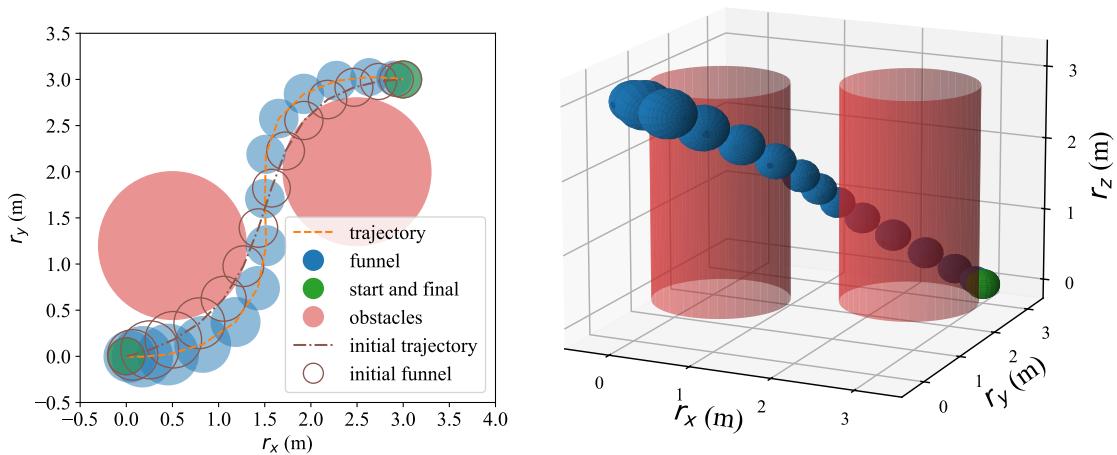 3.5
3.0
2.5
2.0
1.5
1.0
0.5
0.0
−0.5
r_y (m)
−0.5 0.0 0.5 1.0 1.5 2.0 2.5 3.0 3.5 4.0
r_x (m)
trajectory
funnel
start and final
obstacles
initial trajectory
initial funnel
3
2
1
0
r_z (m)
0 1 2 3
r_x (m)
0 1 2 3
r_y (m)